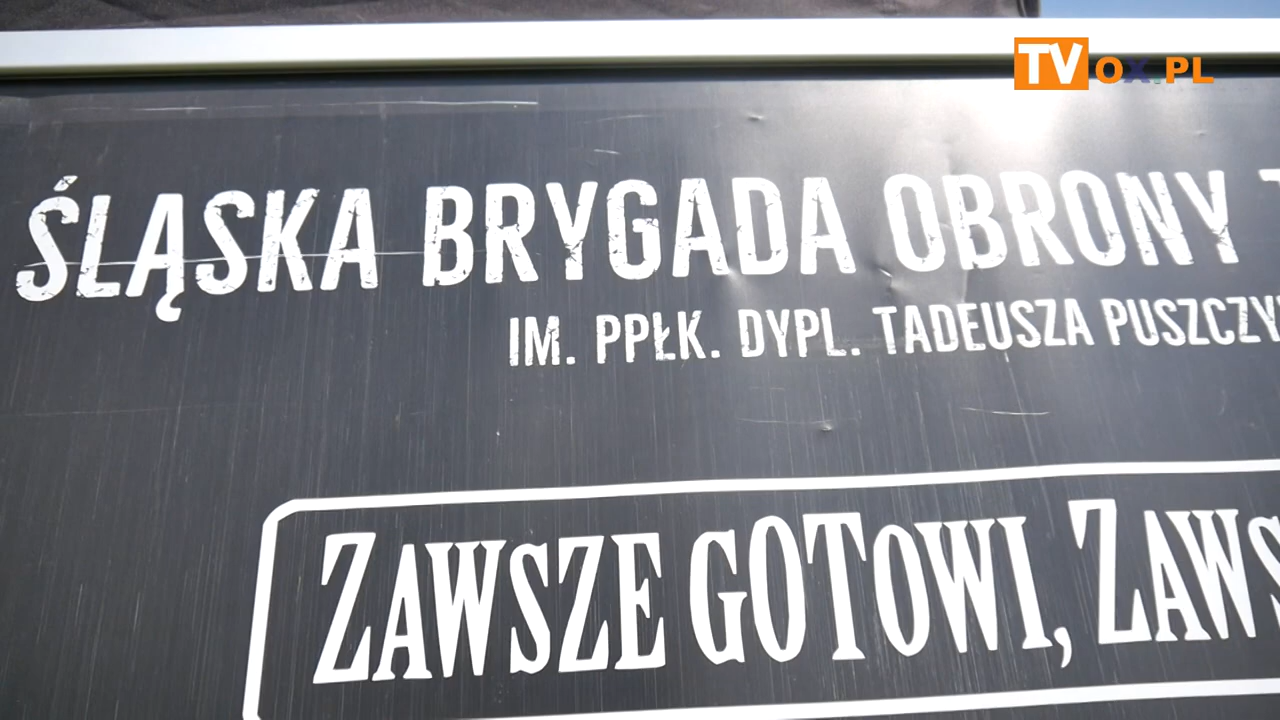 TVox.PL
ŚLĄSKA BRYGADA OBRONY
IM. PPŁK. DYPL. TADEUSZA
ZAWSZE GOTOWI,